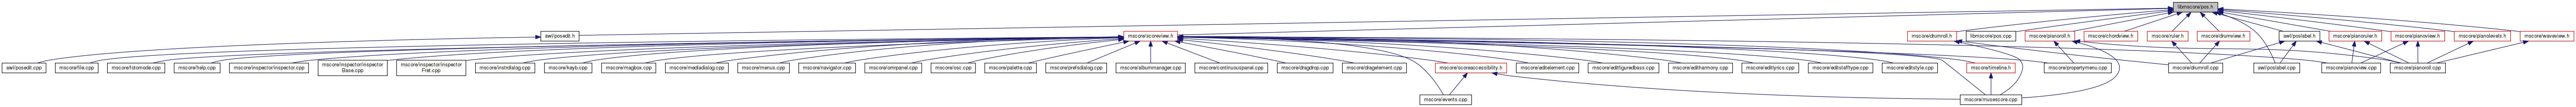 libmscore/pos.h
awl/posedit.h
mscore/scoreview.h
mscore/drumroll.h
libmscore/pos.cpp
mscore/pianoroll.h
mscore/chordview.h
mscore/ruler.h
mscore/drumview.h
awl/poslabel.h
mscore/pianoruler.h
mscore/pianoview.h
mscore/pianolevels.h
mscore/waveview.h
awl/posedit.cpp
mscore/file.cpp
mscore/fotomode.cpp
mscore/help.cpp
mscore/inspector/inspector.cpp
mscore/inspector/inspector
Base.cpp
mscore/inspector/inspector
Fret.cpp
mscore/instrdialog.cpp
mscore/keyb.cpp
mscore/magbox.cpp
mscore/mediadialog.cpp
mscore/menus.cpp
mscore/navigator.cpp
mscore/omrpanel.cpp
mscore/osc.cpp
mscore/palette.cpp
mscore/prefsdialog.cpp
mscore/albummanager.cpp
mscore/continuouspanel.cpp
mscore/dragdrop.cpp
mscore/dragelement.cpp
mscore/scoreaccessibility.h
mscore/editelement.cpp
mscore/editfiguredbass.cpp
mscore/editharmony.cpp
mscore/editlyrics.cpp
mscore/editstafftype.cpp
mscore/editstyle.cpp
mscore/timeline.h
mscore/propertymenu.cpp
mscore/drumroll.cpp
awl/poslabel.cpp
mscore/pianoview.cpp
mscore/pianoroll.cpp
mscore/events.cpp
mscore/musescore.cpp